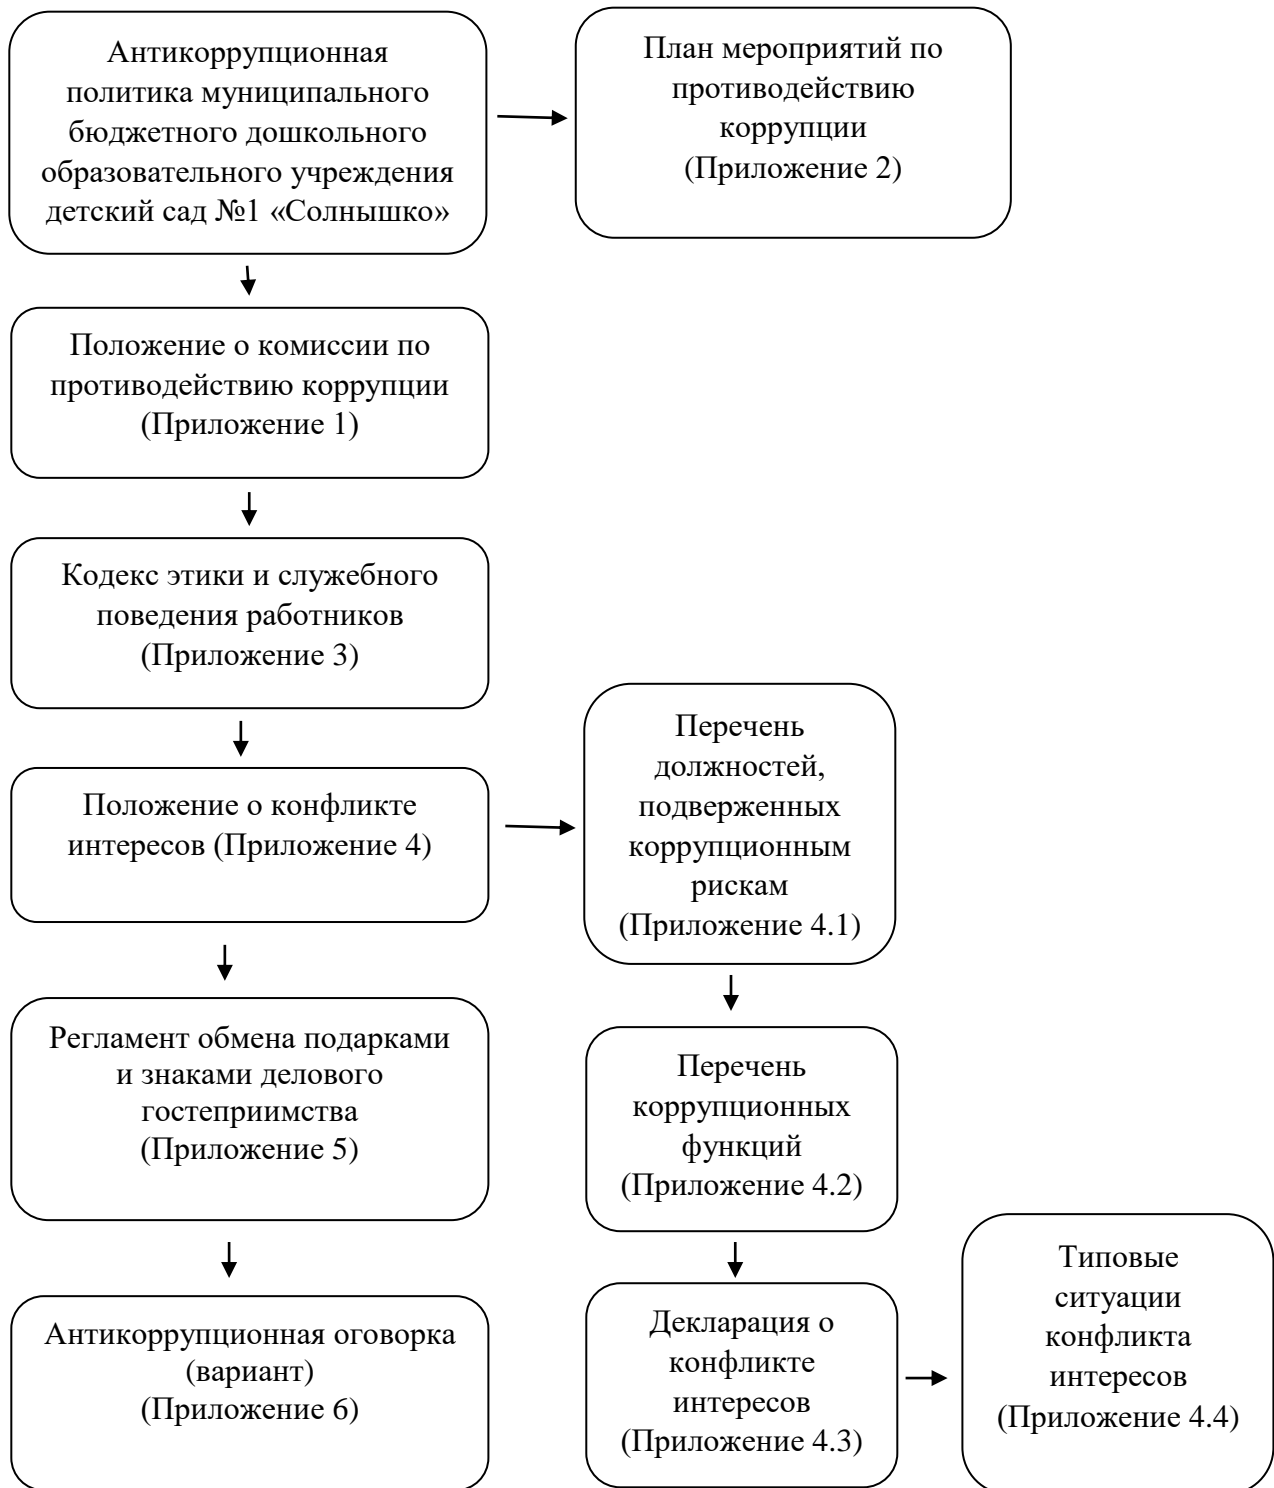 Антикоррупционная
политика муниципального
бюджетного дошкольного
образовательного учреждения
детский сад №1 «Солнышко»
План мероприятий по
противодействию
коррупции
(Приложение 2)
Положение о комиссии по
противодействию коррупции
(Приложение 1)
Кодекс этики и служебного
поведения работников
(Приложение 3)
Положение о конфликте
интересов (Приложение 4)
Перечень
должностей,
подверженных
коррупционным
рискам
(Приложение 4.1)
Регламент обмена подарками
и знаками делового
гостеприимства
(Приложение 5)
Перечень
коррупционных
функций
(Приложение 4.2)
Антикоррупционная оговорка
(вариант)
(Приложение 6)
Декларация о
конфликте
интересов
(Приложение 4.3)
Типовые
ситуации
конфликта
интересов
(Приложение 4.4)